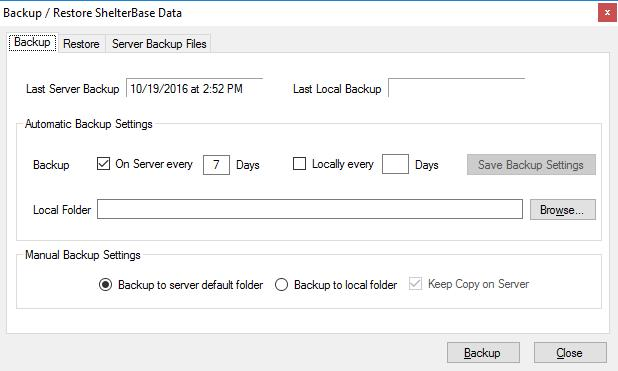 Backup / Restore ShelterBase Data x
Backup Restore Server Backup Files
Last Server Backup 10/19/2016 at 2:52 PM Last Local Backup
Automatic Backup Settings
Backup On Server every 7 Days Locally every Days Save Backup Settings
Local Folder Browse...
Manual Backup Settings
Backup to server default folder Backup to local folder Keep Copy on Server
Backup Close